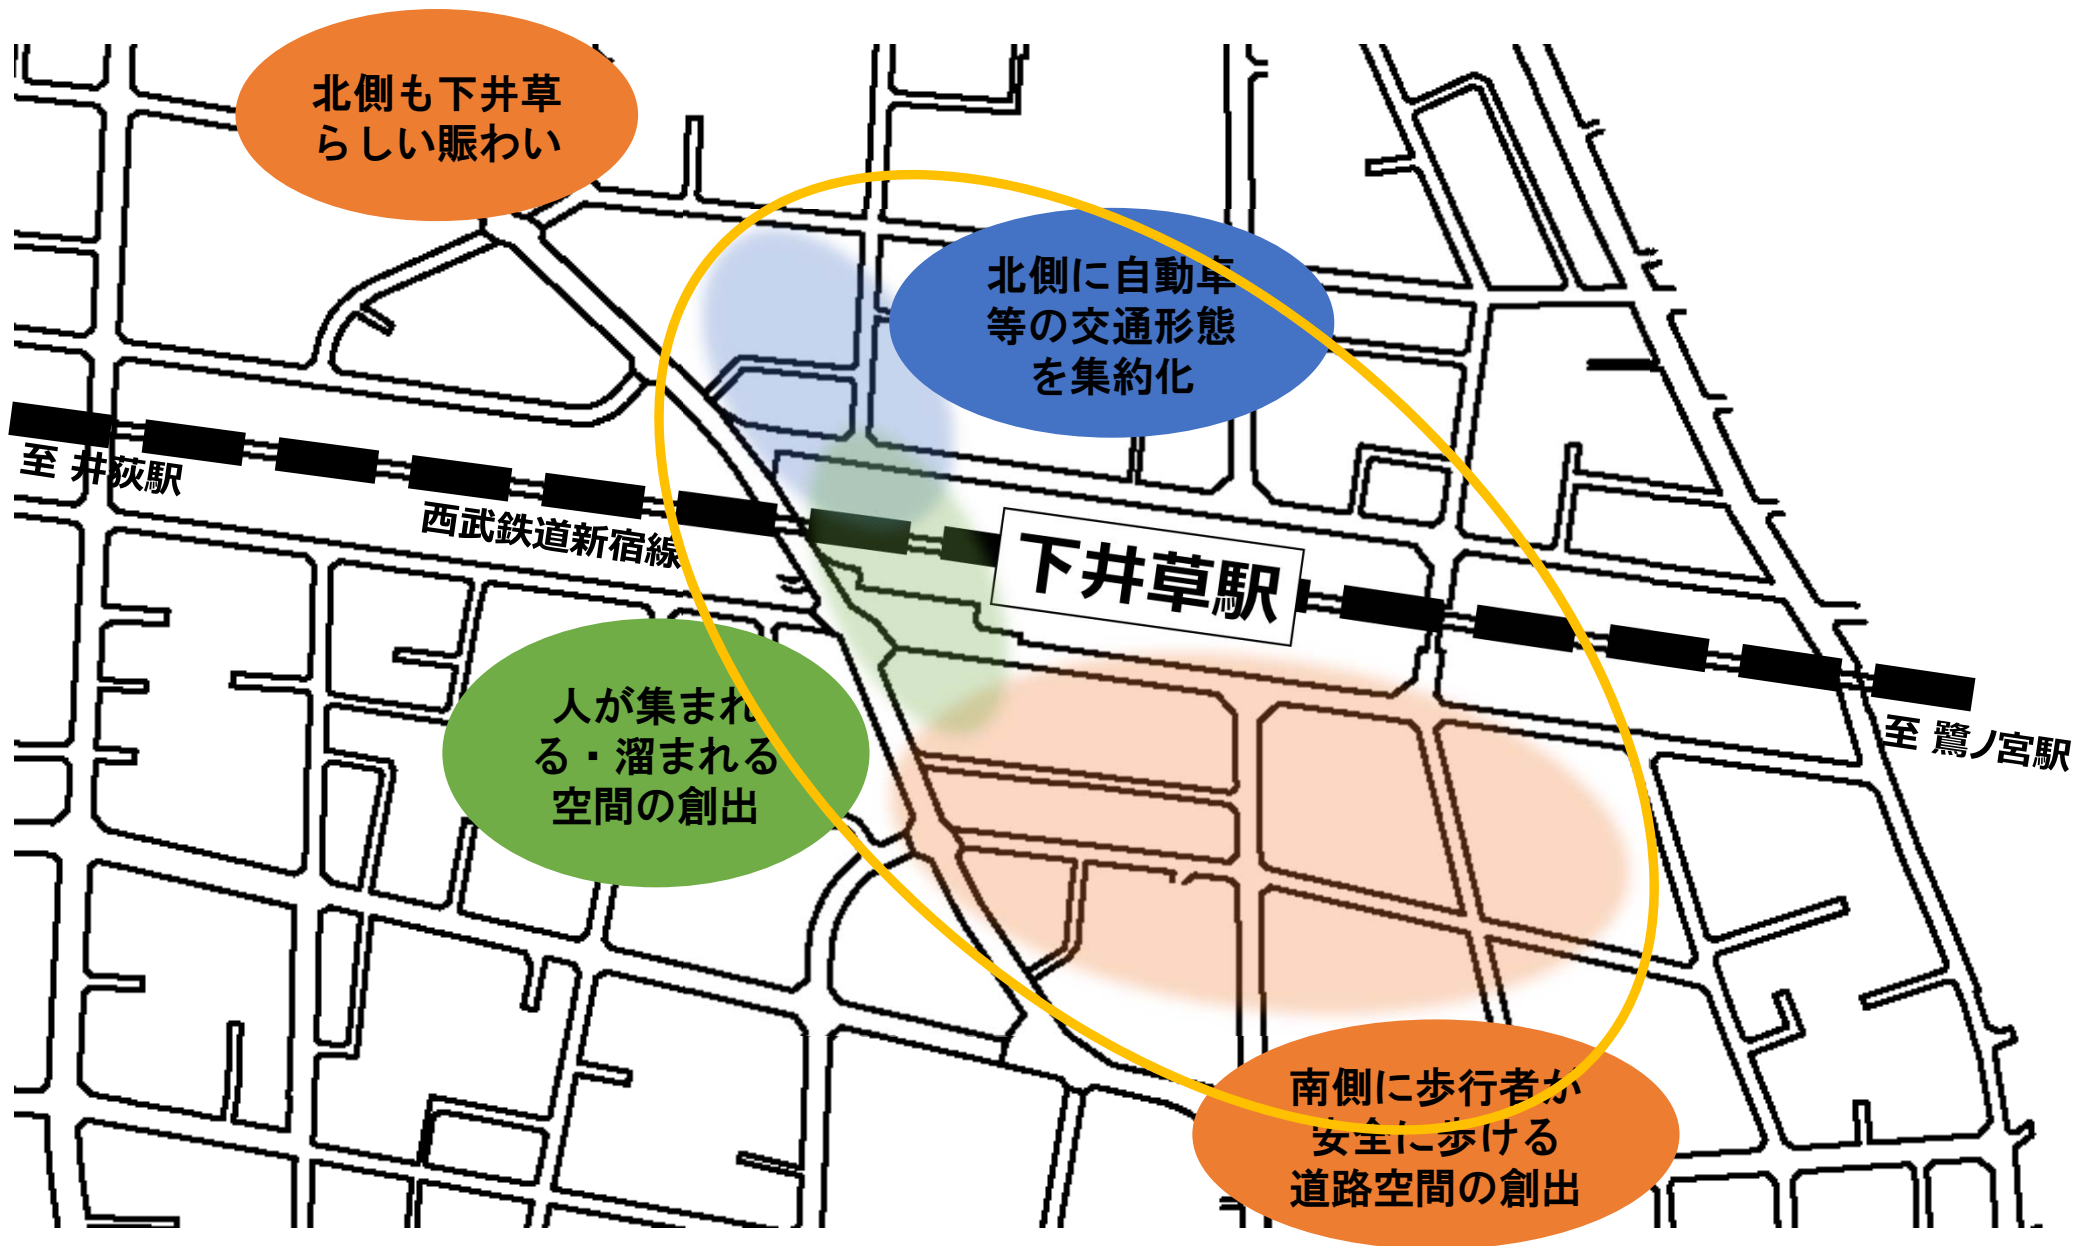 北側も下井草
らしい賑わい
北側に自動車
等の交通形態
を集約化
至 井荻駅
西武鉄道新宿線
下井草駅
人が集まれ
る・溜まれる
空間の創出
至 鷺ノ宮駅
南側に歩行者が
安全に歩ける
道路空間の創出